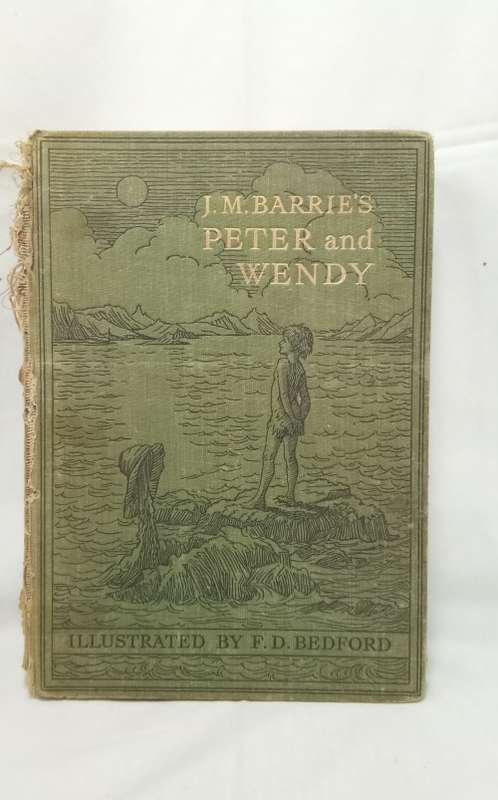 J.M.BARRIE'S
PETER and
WENDY
ILLUSTRATED BY F.D.BEDFORD